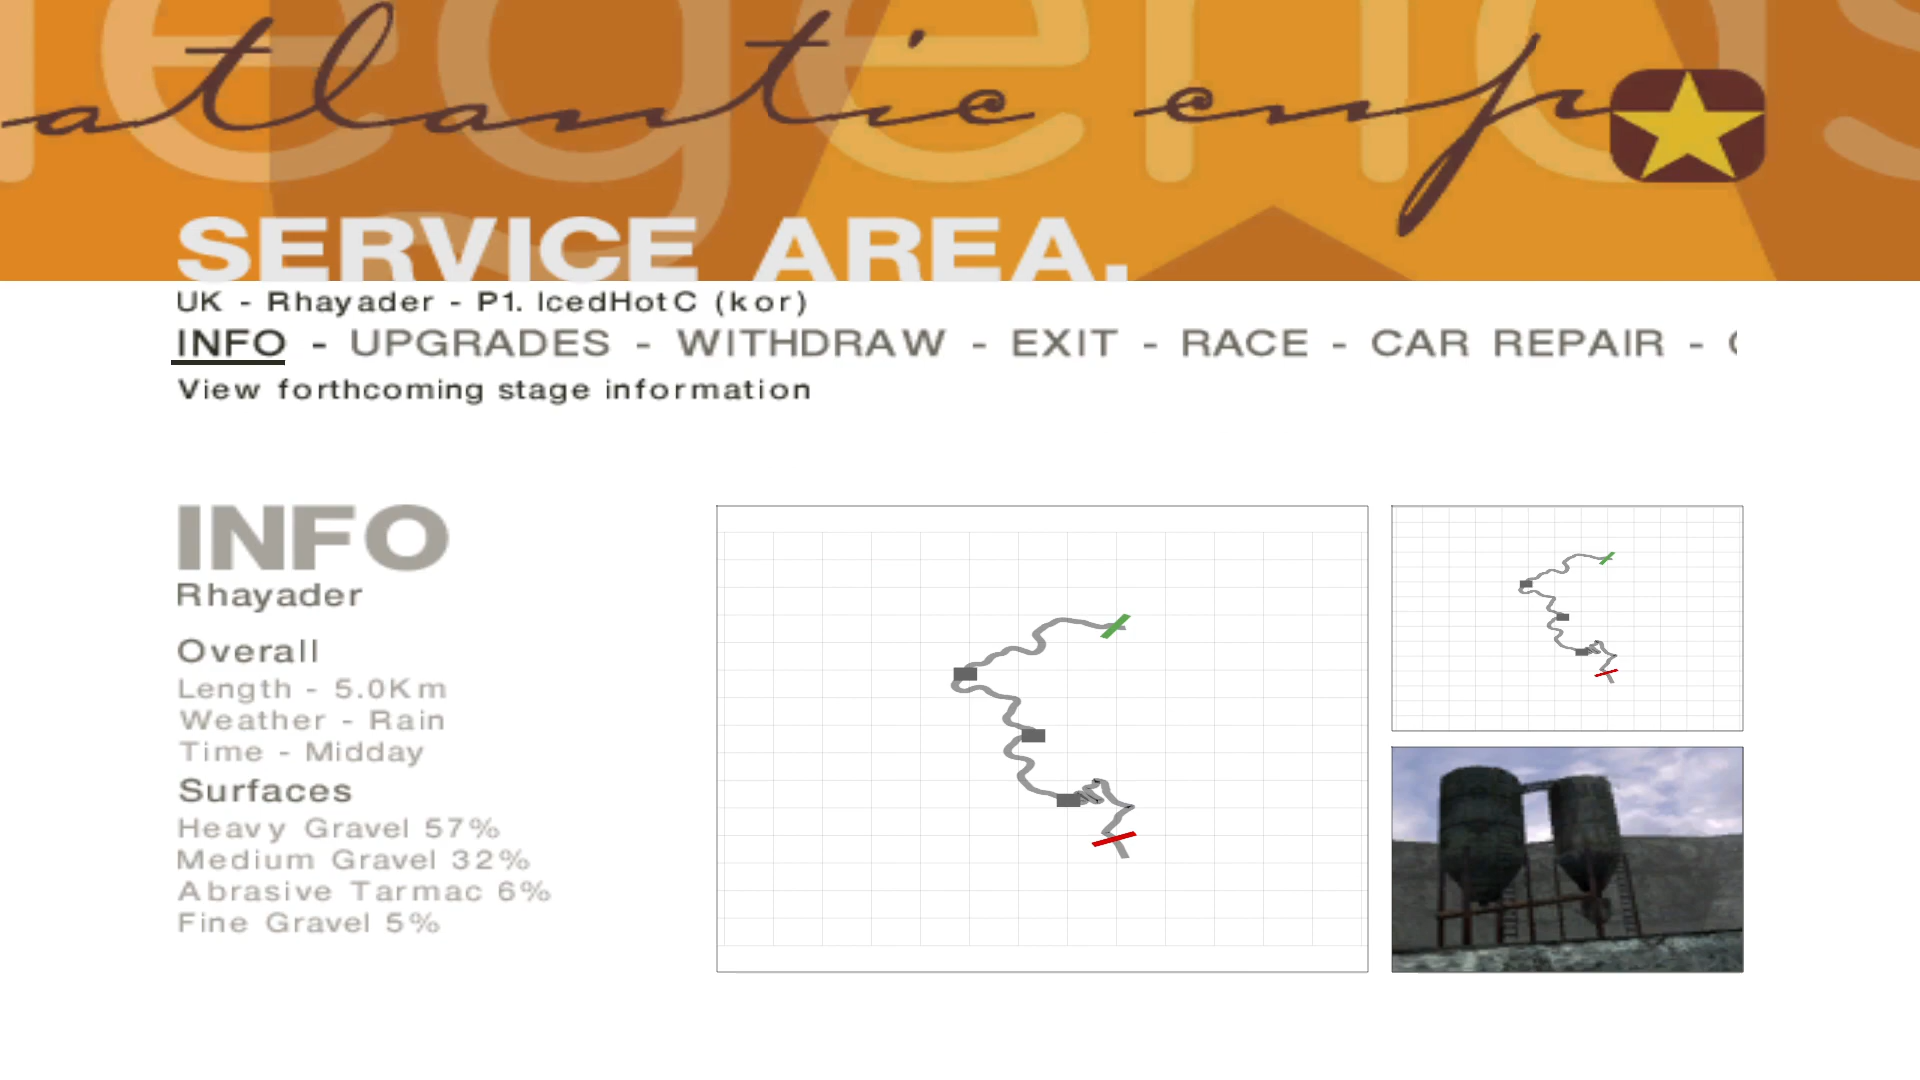 legends
atlantic cup
SERVICE AREA.
UK - Rhayader - P1. IcedHotC (kor)
INFO - UPGRADES - WITHDRAW - EXIT - RACE - CAR REPAIR -
View forthcoming stage information
INFO
Rhayader
Overall
Length - 5.0Km
Weather - Rain
Time - Midday
Surfaces
Heavy Gravel 57%
Medium Gravel 32%
Abrasive Tarmac 6%
Fine Gravel 5%